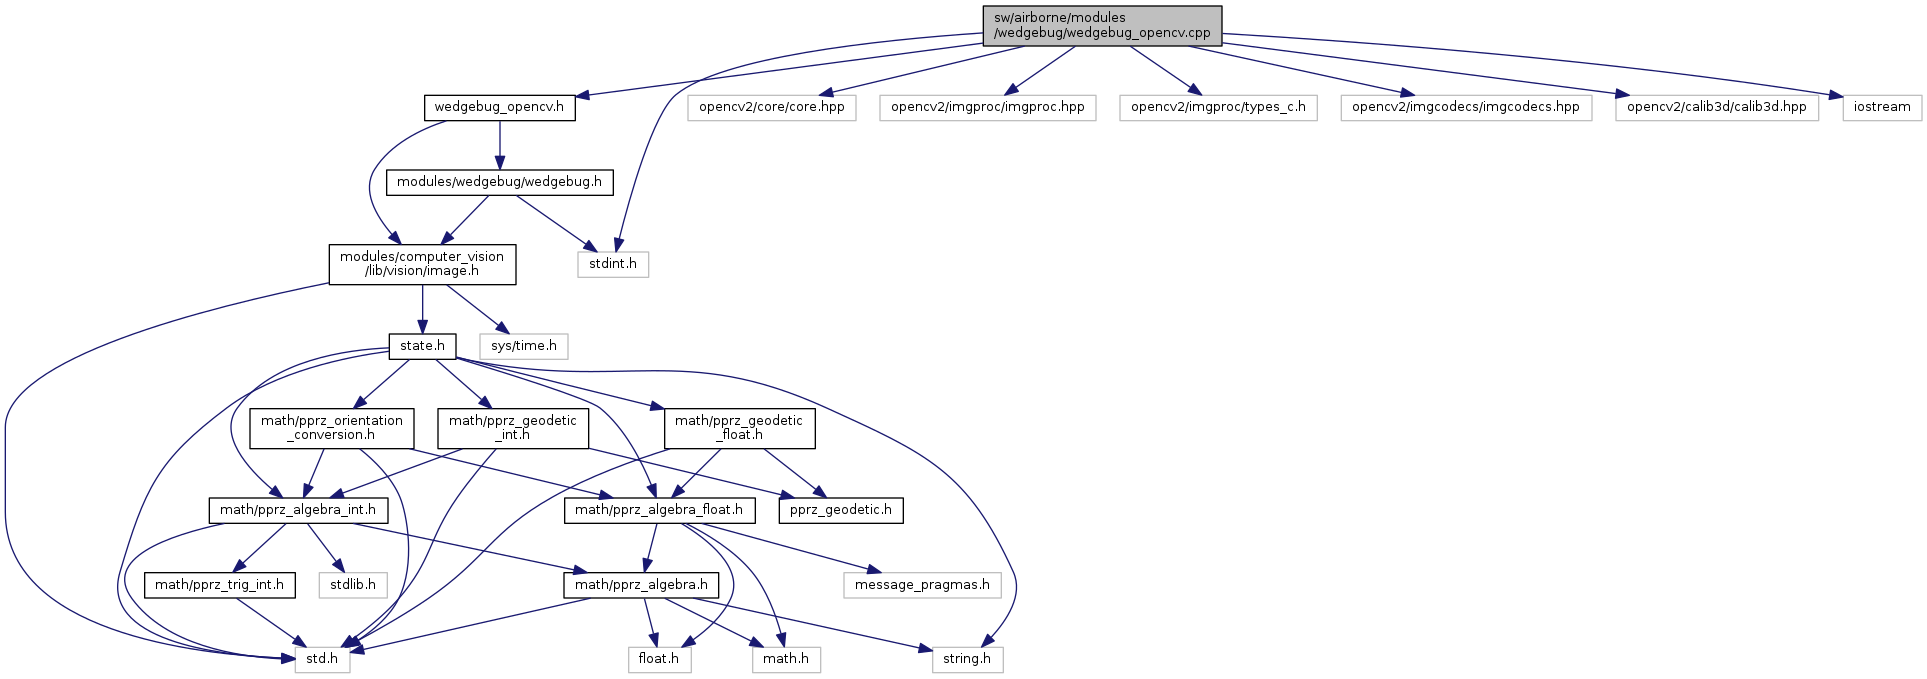 sw/airborne/modules
/wedgebug/wedgebug_opencv.cpp
wedgebug_opencv.h
opencv2/core/core.hpp
opencv2/imgproc/imgproc.hpp
opencv2/imgproc/types_c.h
opencv2/imgcodecs/imgcodecs.hpp
opencv2/calib3d/calib3d.hpp
iostream
modules/wedgebug/wedgebug.h
modules/computer_vision
/lib/vision/image.h
stdint.h
state.h
sys/time.h
math/pprz_orientation
_conversion.h
math/pprz_geodetic
_int.h
math/pprz_geodetic
_float.h
math/pprz_algebra_int.h
math/pprz_algebra_float.h
pprz_geodetic.h
math/pprz_trig_int.h
stdlib.h
math/pprz_algebra.h
message_pragmas.h
std.h
float.h
math.h
string.h